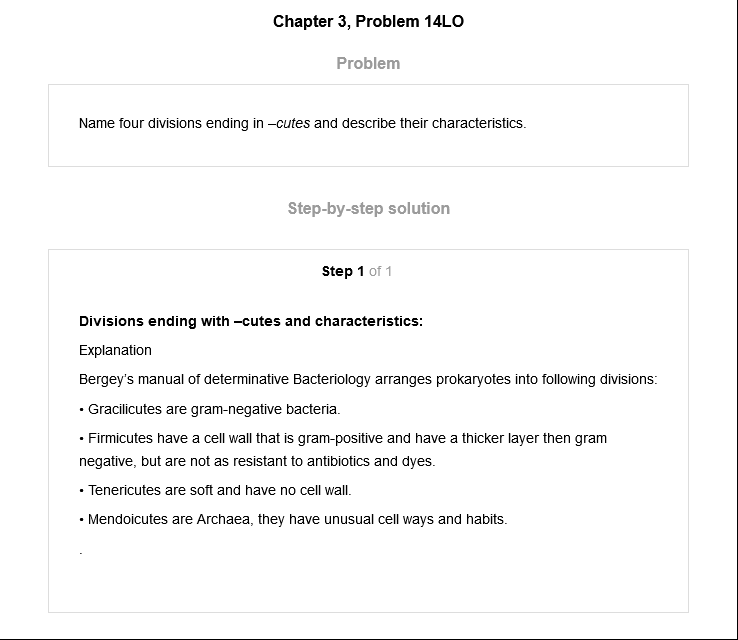 Chapter 3, Problem 14LO
Problem
Name four divisions ending in –cutes and describe their characteristics.
Step-by-step solution
Step 1 of 1
Divisions ending with –cutes and characteristics:
Explanation
Bergey’s manual of determinative Bacteriology arranges prokaryotes into following divisions:
• Gracilicutes are gram-negative bacteria.
• Firmicutes have a cell wall that is gram-positive and have a thicker layer then gram
negative, but are not as resistant to antibiotics and dyes.
• Tenericutes are soft and have no cell wall.
• Mendoicutes are Archaea, they have unusual cell ways and habits.
.